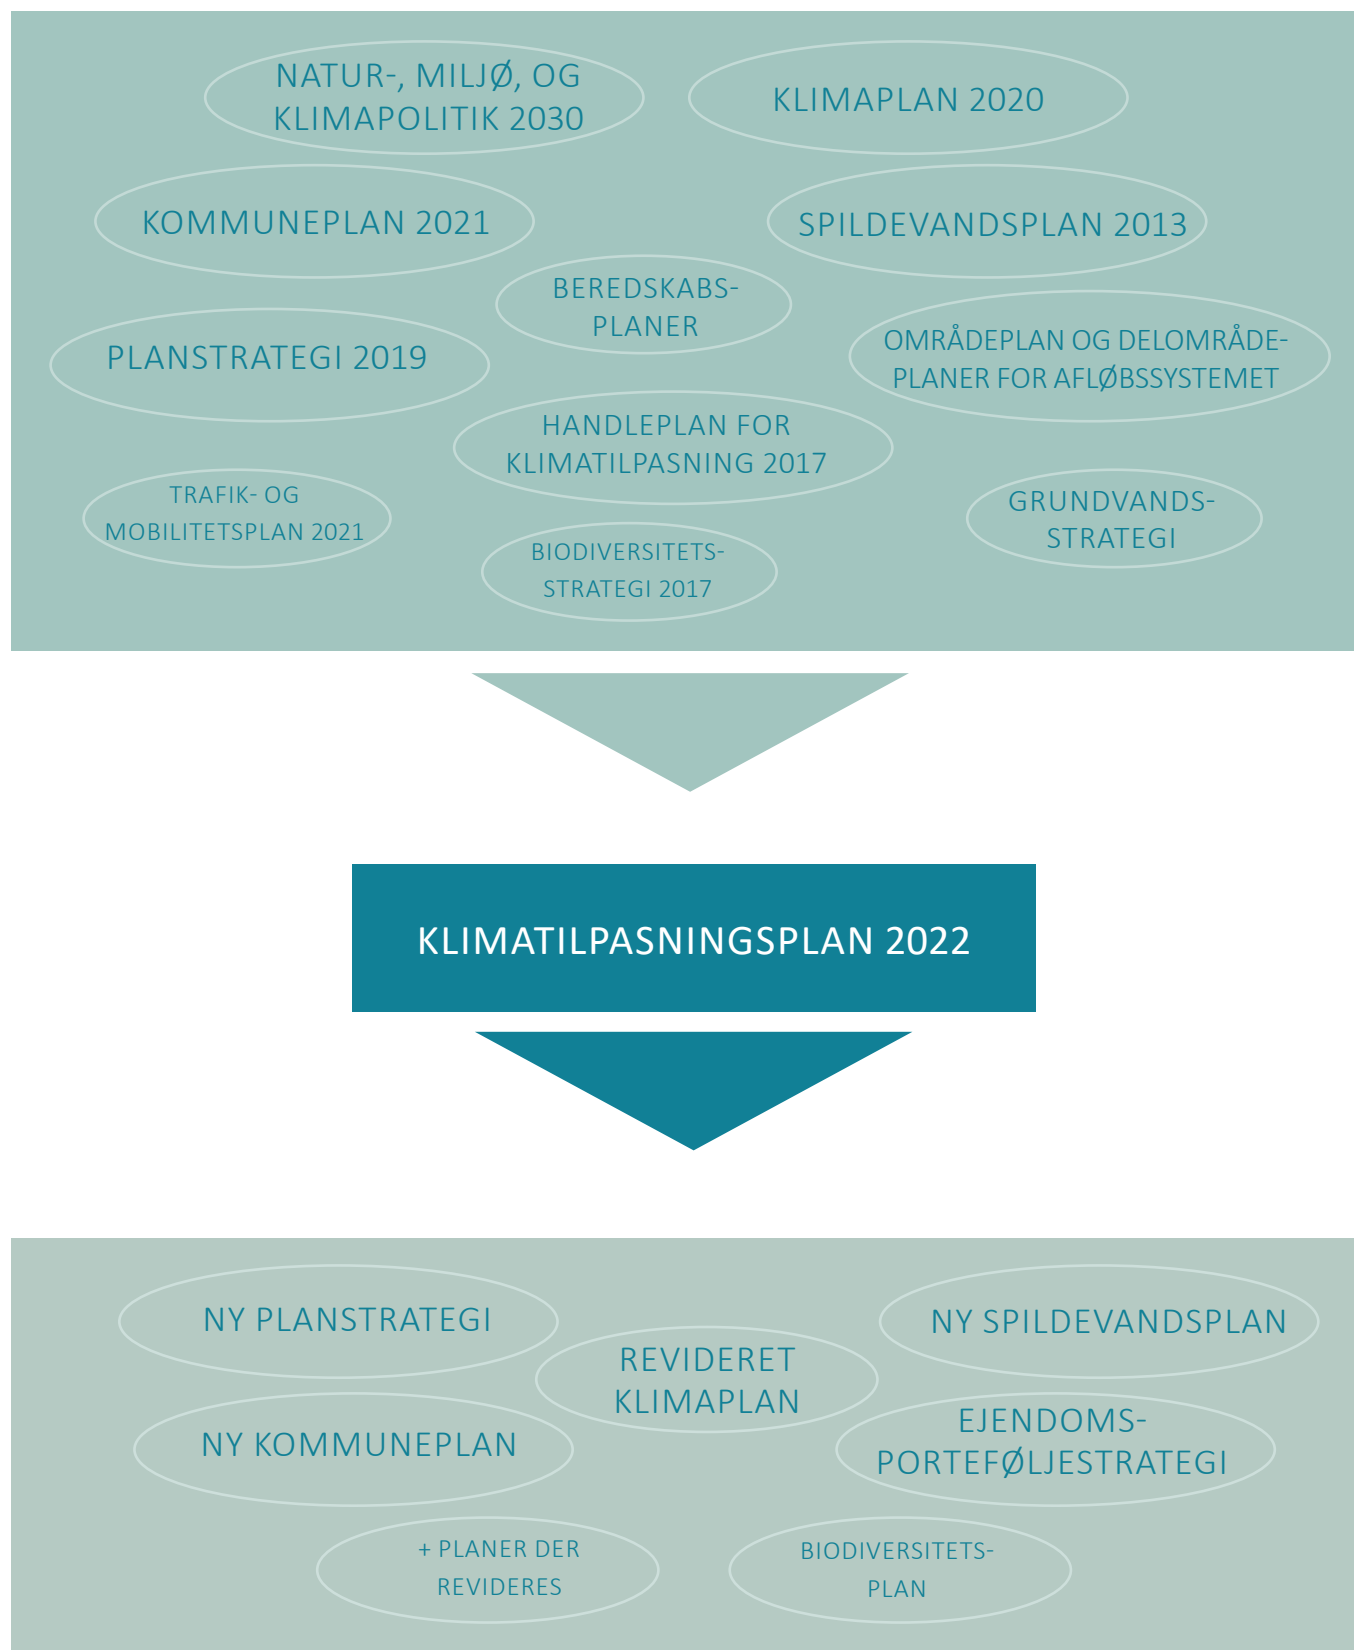 NATUR-, MILJØ, OG
KLIMAPOLITIK 2030
KLIMAPLAN 2020
KOMMUNEPLAN 2021
SPILDEVANDSPLAN 2013
BEREDSKABS-
PLANER
PLANSTRATEGI 2019
OMRÅDEPLAN OG DELOMRÅDE-
PLANER FOR AFLØBSSYSTEMET
HANDLEPLAN FOR
KLIMATILPASNING 2017
TRAFIK- OG
MOBILITETSPLAN 2021
GRUNDVANDS-
STRATEGI
BIODIVERSITETS-
STRATEGI 2017
KLIMATILPASNINGSPLAN 2022
NY PLANSTRATEGI
NY SPILDEVANDSPLAN
REVIDERET
KLIMAPLAN
NY KOMMUNEPLAN
EJENDOMS-
PORTEFØLJESTRATEGI
+ PLANER DER
REVIDERES
BIODIVERSITETS-
PLAN